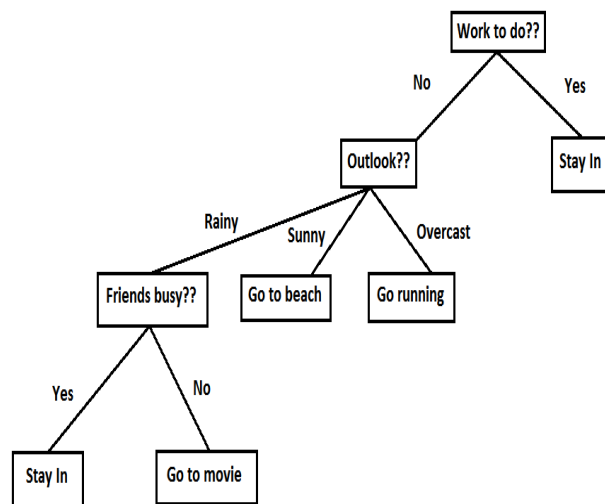 Work to do??
No
Yes
Outlook??
Stay In
Rainy
Sunny
Overcast
Friends busy??
Go to beach
Go running
Yes
No
Stay In
Go to movie